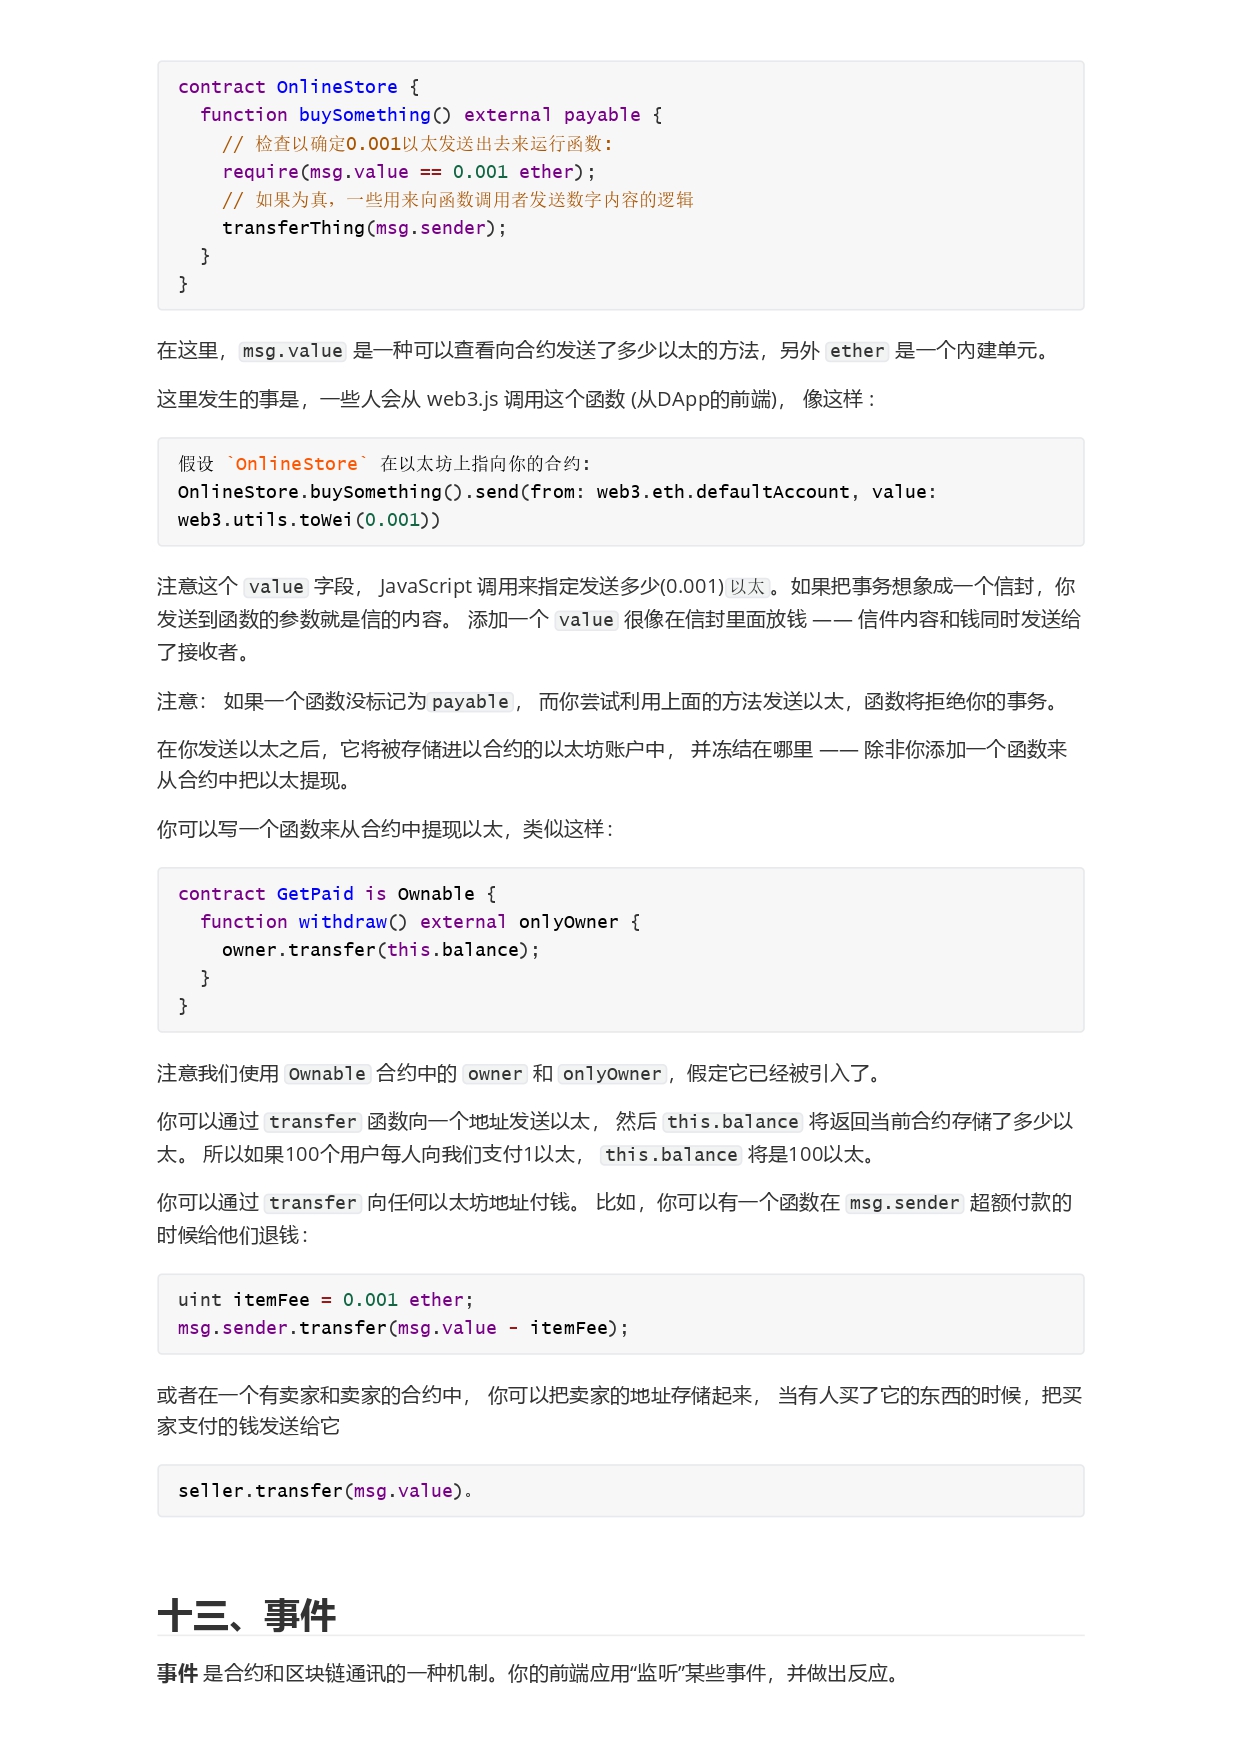 contract OnlineStore {
  function buySomething() external payable {
    // 检查以确定0.001以太发送出去来运行函数:
    require(msg.value == 0.001 ether);
    // 如果为真，一些用来向函数调用者发送数字内容的逻辑
    transferThing(msg.sender);
  }
}
在这里，msg.value 是一种可以查看向合约发送了多少以太的方法，另外 ether 是一个內建单元。
这里发生的事是，一些人会从 web3.js 调用这个函数 (从DApp的前端)， 像这样 :
假设 `OnlineStore` 在以太坊上指向你的合约:
OnlineStore.buySomething().send(from: web3.eth.defaultAccount, value:
web3.utils.toWei(0.001))
注意这个 value 字段， JavaScript 调用来指定发送多少(0.001)以太。如果把事务想象成一个信封，你
发送到函数的参数就是信的内容。 添加一个 value 很像在信封里面放钱 —— 信件内容和钱同时发送给
了接收者。
注意： 如果一个函数没标记为payable， 而你尝试利用上面的方法发送以太，函数将拒绝你的事务。
在你发送以太之后，它将被存储进以合约的以太坊账户中， 并冻结在哪里 —— 除非你添加一个函数来
从合约中把以太提现。
你可以写一个函数来从合约中提现以太，类似这样：
contract GetPaid is Ownable {
  function withdraw() external onlyOwner {
    owner.transfer(this.balance);
  }
}
注意我们使用 Ownable 合约中的 owner 和 onlyOwner，假定它已经被引入了。
你可以通过 transfer 函数向一个地址发送以太， 然后 this.balance 将返回当前合约存储了多少以
太。 所以如果100个用户每人向我们支付1以太， this.balance 将是100以太。
你可以通过 transfer 向任何以太坊地址付钱。 比如，你可以有一个函数在 msg.sender 超额付款的
时候给他们退钱：
uint itemFee = 0.001 ether;
msg.sender.transfer(msg.value - itemFee);
或者在一个有卖家和卖家的合约中， 你可以把卖家的地址存储起来， 当有人买了它的东西的时候，把买
家支付的钱发送给它
seller.transfer(msg.value)。
十三、事件
事件 是合约和区块链通讯的一种机制。你的前端应用“监听”某些事件，并做出反应。